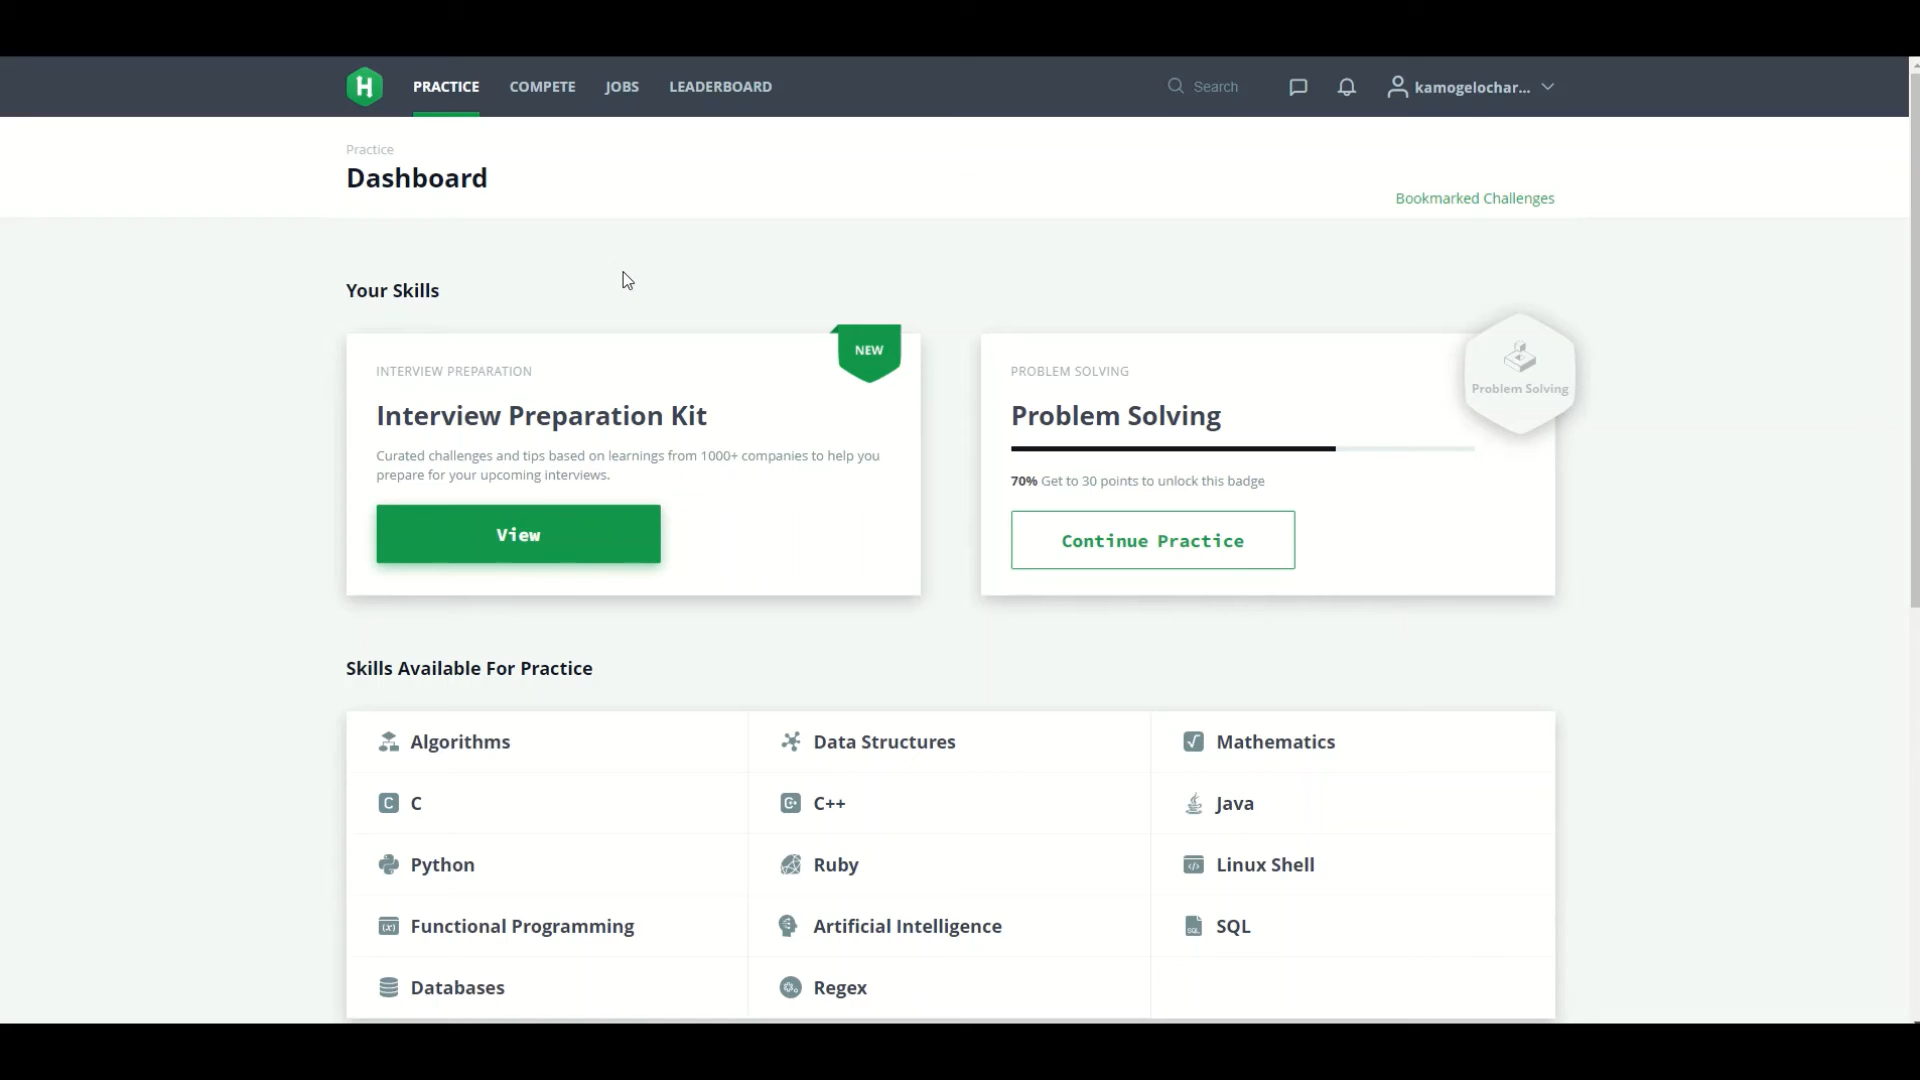 H PRACTICE COMPETE JOBS LEADERBOARD Search kamogelochar...
Practice
Dashboard
Bookmarked Challenges
Your Skills
NEW
INTERVIEW PREPARATION
Interview Preparation Kit
Curated challenges and tips based on learnings from 1000+ companies to help you
prepare for your upcoming interviews.
View
Problem Solving
PROBLEM SOLVING
Problem Solving
70% Get to 30 points to unlock this badge
Continue Practice
Skills Available For Practice
Algorithms
Data Structures
Mathematics
C C
C+ C++
Java
Python
Ruby
</> Linux Shell
(x) Functional Programming
Artificial Intelligence
SQL SQL
Databases
Regex